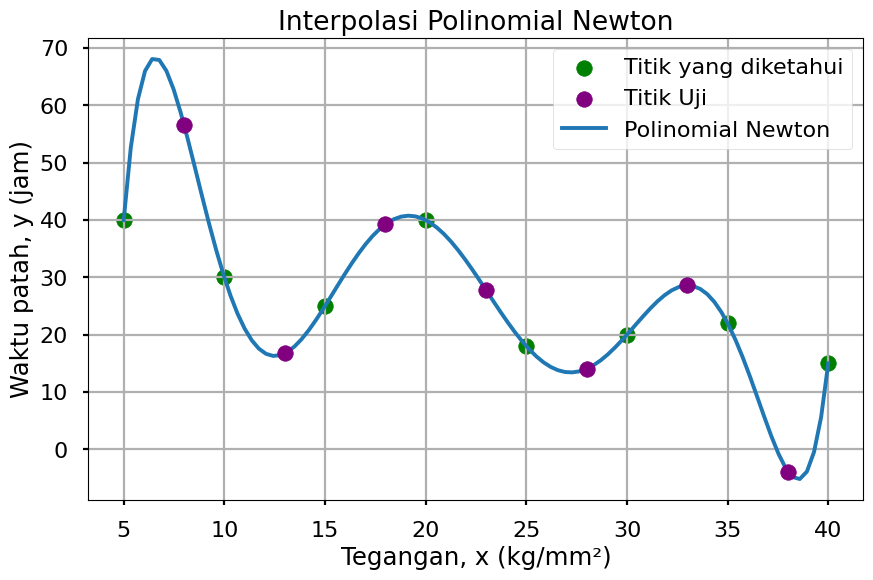 Interpolasi Polinomial Newton
Titik yang diketahui
Titik Uji
Polinomial Newton
Waktu patah, y (jam)
70
60
50
40
30
20
10
0
5 10 15 20 25 30 35 40
Tegangan, x (kg/mm²)